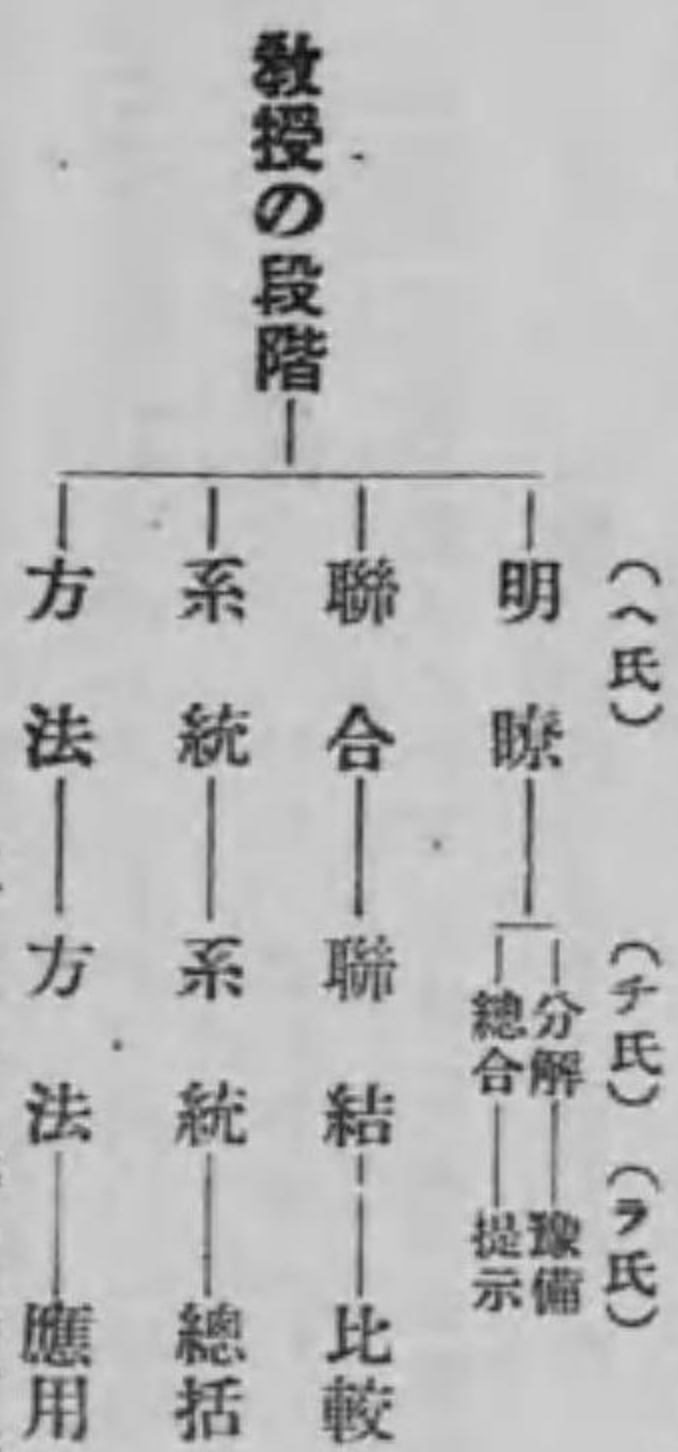 教授の段階
(ヘ氏) (チ氏) (ラ氏)
明瞭 分解 豫備
總合 提示
聯合 聯結 比較
系統 系統 總括
方法 方法 應用